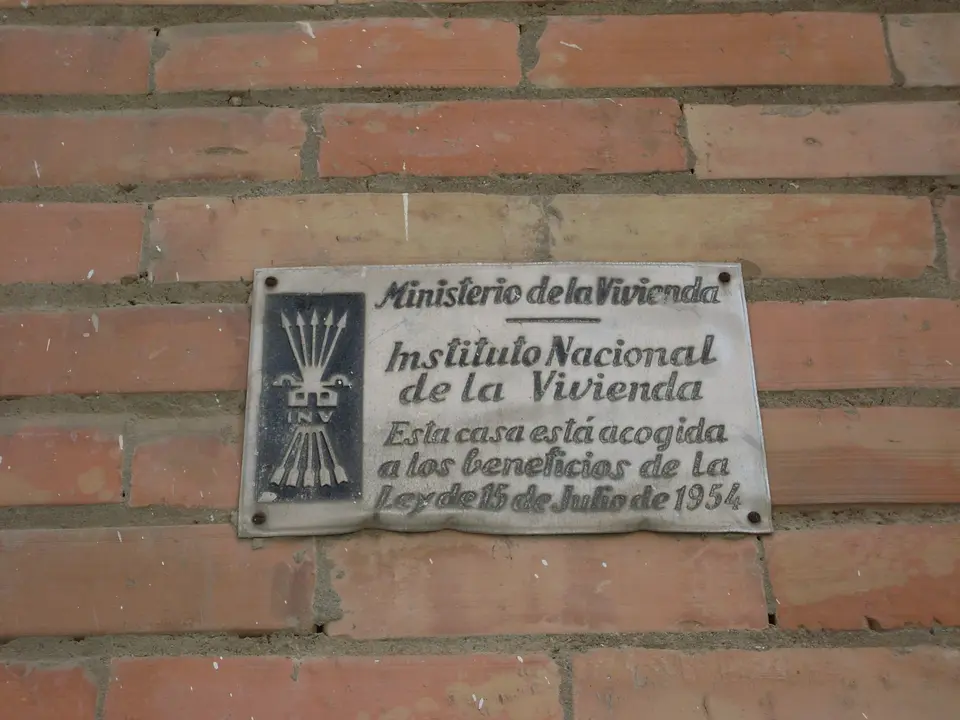 Ministerio de la Vivienda
Instituto Nacional
de la Vivienda
Esta casa está acogida
a los beneficios de la
Ley de 15 de Julio de 1954
INV